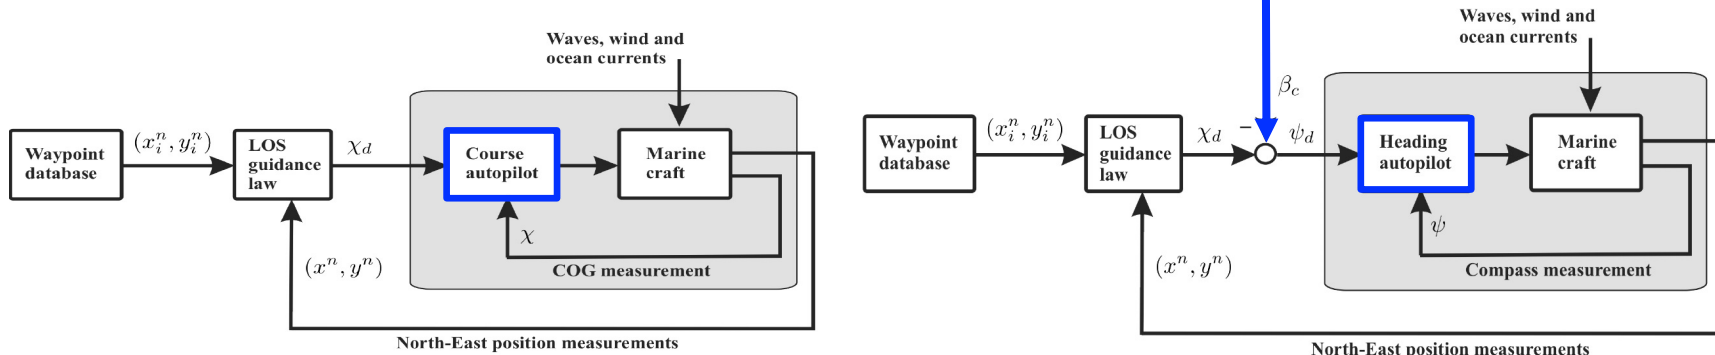 Waves, wind and
ocean currents
Waypoint
database
(x_i^n, y_i^n)
LOS
guidance
law
χ_d
Course
autopilot
Marine
craft
χ
COG measurement
(x^n, y^n)
North-East position measurements
Waves, wind and
ocean currents
β_c
Waypoint
database
(x_i^n, y_i^n)
LOS
guidance
law
χ_d
−
ψ_d
Heading
autopilot
Marine
craft
ψ
Compass measurement
(x^n, y^n)
North-East position measurements